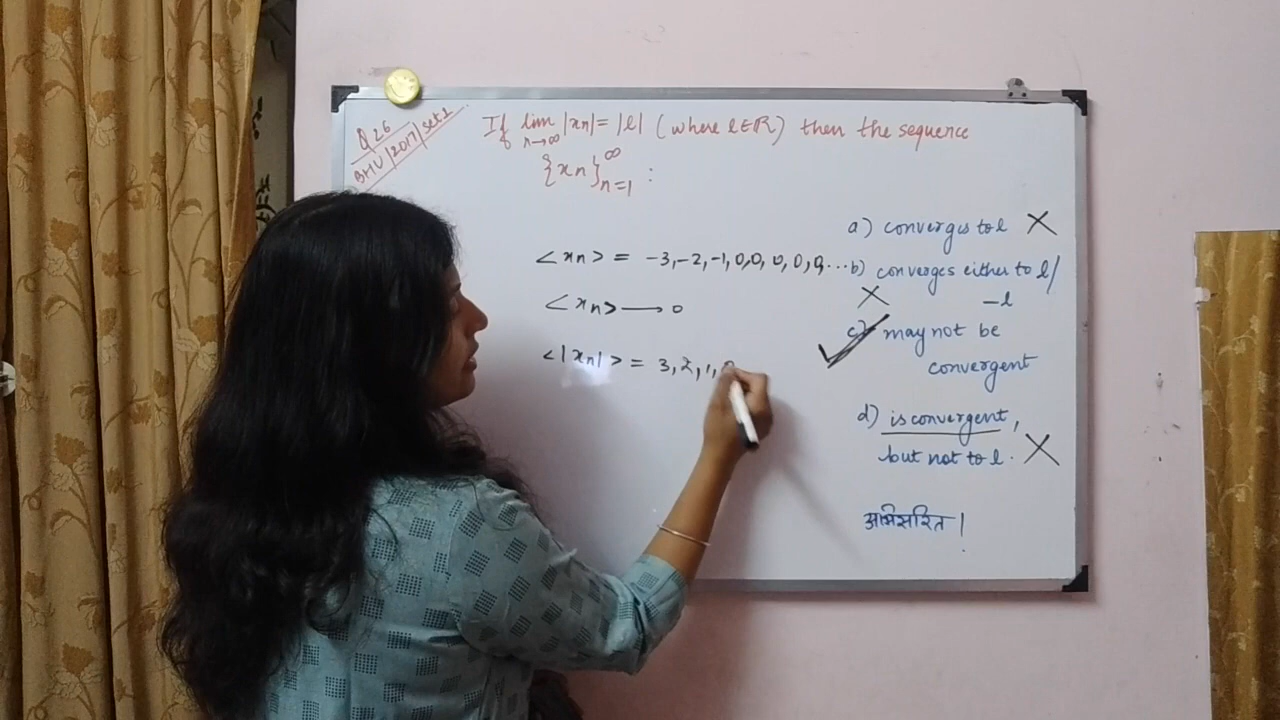 Q 26
BHU/2017/set 1
If lim n→∞ |xn| = |l| (where l∈R) then the sequence
{xn}∞n=1 :
<xn> = -3,-2,-1,0,0,0,0,0,...
<xn> → 0
<|xn|> = 3,2,1,0
a) converges to l ×
b) converges either to l/
-l ×
c) may not be ✓
convergent
d) is convergent,
but not to l. ×
अभिसरित।